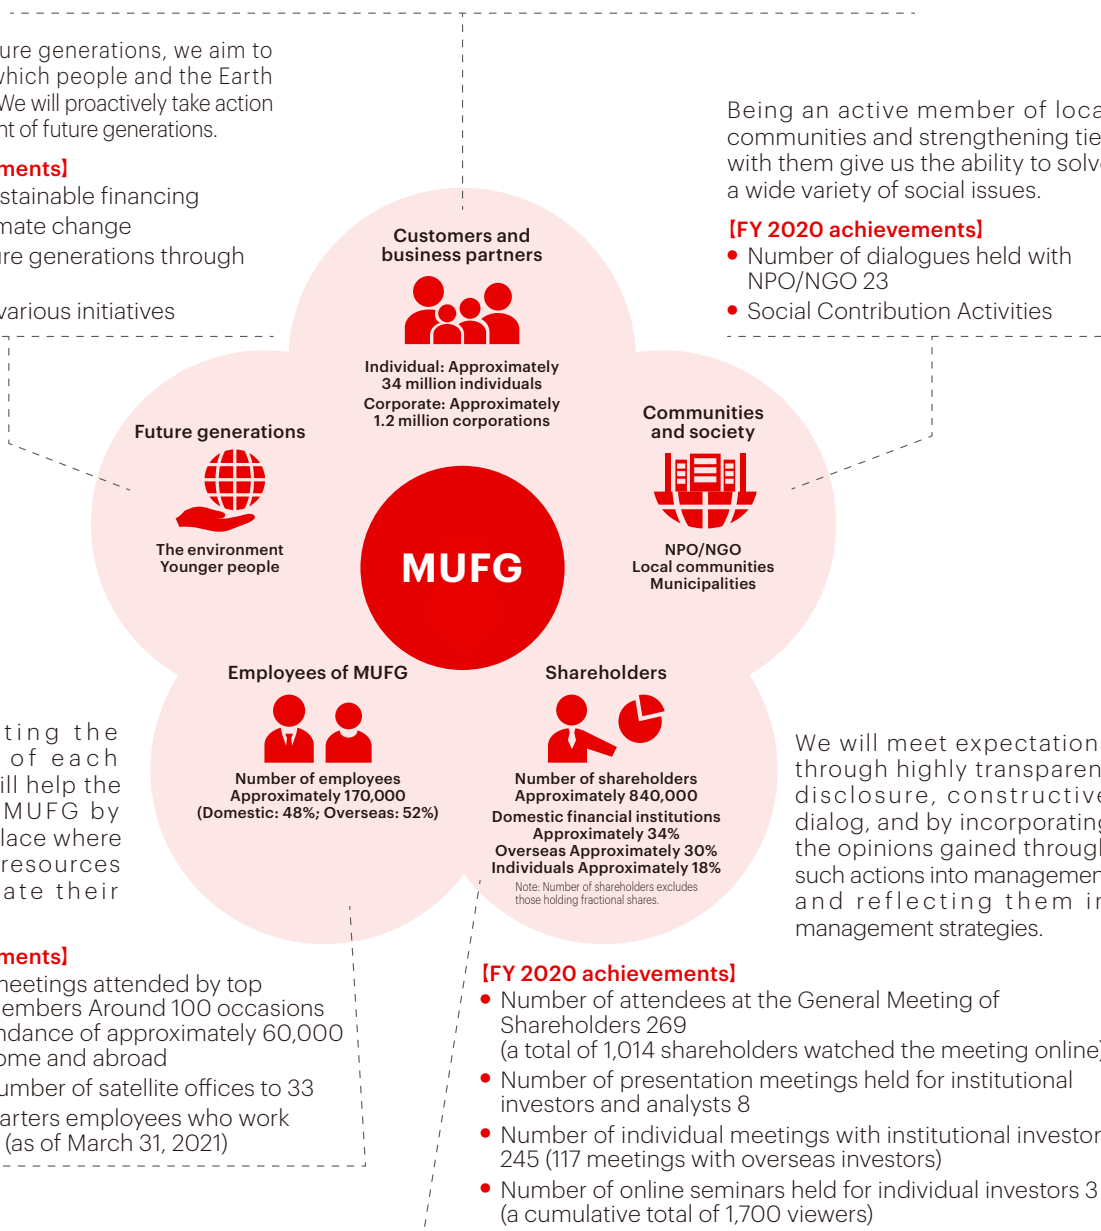 ure generations, we aim to
which people and the Earth
We will proactively take action
nt of future generations.
ments】
stainable financing
mate change
ure generations through
various initiatives
Being an active member of loca
communities and strengthening tie
with them give us the ability to solve
a wide variety of social issues.
【FY 2020 achievements】
• Number of dialogues held with
NPO/NGO 23
• Social Contribution Activities
Customers and
business partners
Individual: Approximately
34 million individuals
Corporate: Approximately
1.2 million corporations
Future generations
The environment
Younger people
Communities
and society
NPO/NGO
Local communities
Municipalities
MUFG
Employees of MUFG
Number of employees
Approximately 170,000
(Domestic: 48%; Overseas: 52%)
Shareholders
Number of shareholders
Approximately 840,000
Domestic financial institutions
Approximately 34%
Overseas Approximately 30%
Individuals Approximately 18%
Note: Number of shareholders excludes
those holding fractional shares.
ting the
of each
ill help the
MUFG by
lace where
resources
ate their
ments】
meetings attended by top
embers Around 100 occasions
ndance of approximately 60,000
ome and abroad
umber of satellite offices to 33
arters employees who work
(as of March 31, 2021)
We will meet expectation
through highly transparen
disclosure, constructive
dialog, and by incorporating
the opinions gained through
such actions into management
and reflecting them in
management strategies.
【FY 2020 achievements】
• Number of attendees at the General Meeting of
Shareholders 269
(a total of 1,014 shareholders watched the meeting online)
• Number of presentation meetings held for institutional
investors and analysts 8
• Number of individual meetings with institutional investor
245 (117 meetings with overseas investors)
• Number of online seminars held for individual investors 3
(a cumulative total of 1,700 viewers)